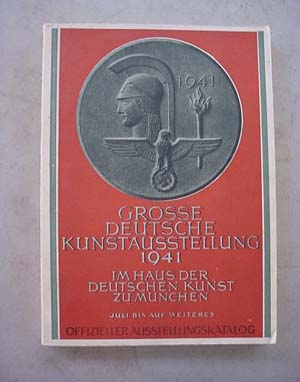 1941
GROSSE
DEUTSCHE
KUNSTAUSSTELLUNG
1941
IM HAUS DER
DEUTSCHEN KUNST
ZU MÜNCHEN
JULI BIS AUF WEITERES
OFFIZIELLER AUSSTELLUNGSKATALOG